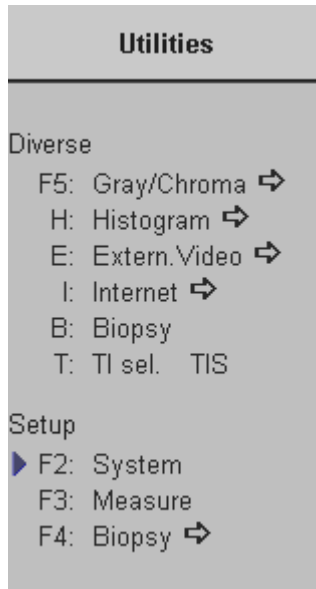 Utilities
Diverse
F5: Gray/Chroma
H: Histogram
E: Extern.Video
I: Internet
B: Biopsy
T: TI sel. TIS
Setup
F2: System
F3: Measure
F4: Biopsy